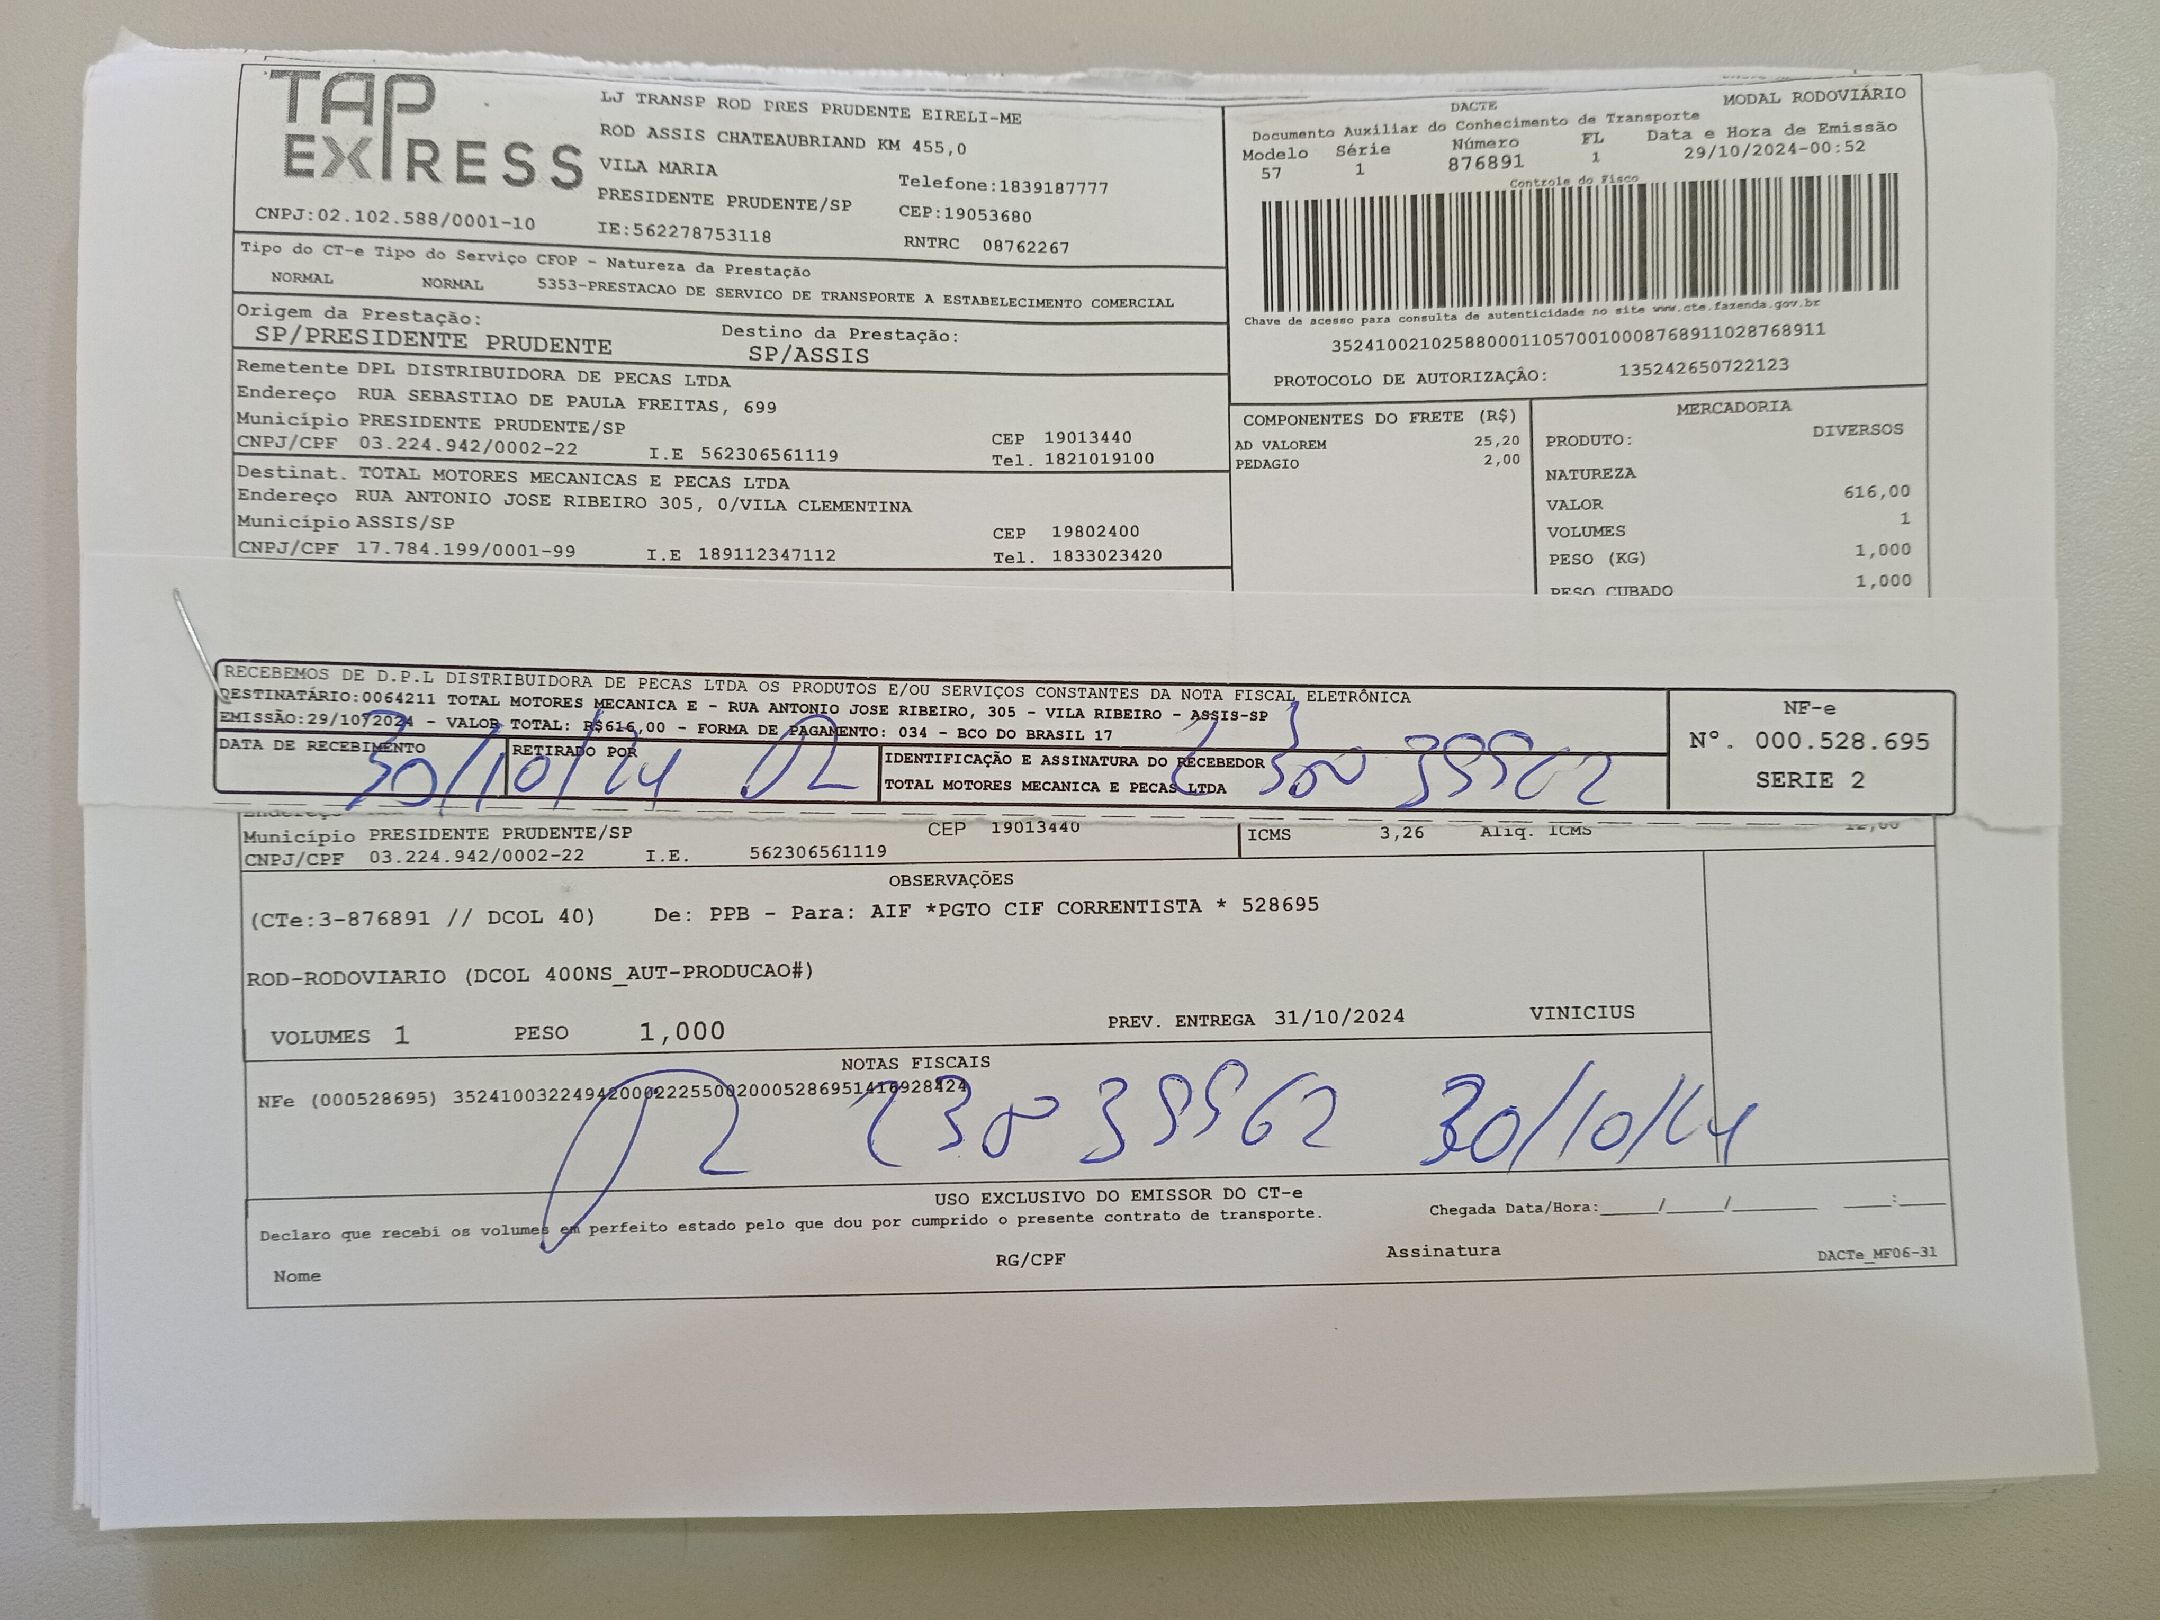 TAP
EXPRESS
LJ TRANSP ROD PRES PRUDENTE EIRELI-ME
ROD ASSIS CHATEAUBRIAND KM 455,0
VILA MARIA
Telefone:1839187777
PRESIDENTE PRUDENTE/SP
CEP:19053680
CNPJ:02.102.588/0001-10
IE:562278753118
RNTRC 08762267
DACTE
MODAL RODOVIÁRIO
Documento Auxiliar do Conhecimento de Transporte
Modelo Série Número FL Data e Hora de Emissão
57 1 876891 1 29/10/2024-00:52
Controle do Fisco
Chave de acesso para consulta de autenticidade no site www.cte.fazenda.gov.br
35241002102588000110570010008768911028768911
PROTOCOLO DE AUTORIZAÇÂO: 135242650722123
Tipo do CT-e Tipo do Serviço CFOP - Natureza da Prestação
NORMAL NORMAL 5353-PRESTACAO DE SERVICO DE TRANSPORTE A ESTABELECIMENTO COMERCIAL
Origem da Prestação: Destino da Prestação:
SP/PRESIDENTE PRUDENTE SP/ASSIS
Remetente DPL DISTRIBUIDORA DE PECAS LTDA
Endereço RUA SEBASTIAO DE PAULA FREITAS, 699
Município PRESIDENTE PRUDENTE/SP CEP 19013440
CNPJ/CPF 03.224.942/0002-22 I.E 562306561119 Tel. 1821019100
Destinat. TOTAL MOTORES MECANICAS E PECAS LTDA
Endereço RUA ANTONIO JOSE RIBEIRO 305, 0/VILA CLEMENTINA
Município ASSIS/SP CEP 19802400
CNPJ/CPF 17.784.199/0001-99 I.E 189112347112 Tel. 1833023420
COMPONENTES DO FRETE (R$)
AD VALOREM 25,20
PEDAGIO 2,00
MERCADORIA
PRODUTO: DIVERSOS
NATUREZA
VALOR 616,00
VOLUMES 1
PESO (KG) 1,000
PESO CUBADO 1,000
RECEBEMOS DE D.P.L DISTRIBUIDORA DE PECAS LTDA OS PRODUTOS E/OU SERVIÇOS CONSTANTES DA NOTA FISCAL ELETRÔNICA
DESTINATÁRIO:0064211 TOTAL MOTORES MECANICA E - RUA ANTONIO JOSE RIBEIRO, 305 - VILA RIBEIRO - ASSIS-SP
EMISSÃO:29/10/2024 - VALOR TOTAL: R$616,00 - FORMA DE PAGAMENTO: 034 - BCO DO BRASIL 17
DATA DE RECEBIMENTO RETIRADO POR IDENTIFICAÇÃO E ASSINATURA DO RECEBEDOR
TOTAL MOTORES MECANICA E PECAS LTDA
30/10/24
NF-e
Nº. 000.528.695
SERIE 2
Endereço
Município PRESIDENTE PRUDENTE/SP CEP 19013440
CNPJ/CPF 03.224.942/0002-22 I.E. 562306561119
ICMS 3,26 Aliq. ICMS 12,00
OBSERVAÇÕES
(CTe:3-876891 // DCOL 40) De: PPB - Para: AIF *PGTO CIF CORRENTISTA * 528695
ROD-RODOVIARIO (DCOL 400NS_AUT-PRODUCAO#)
VOLUMES 1 PESO 1,000 PREV. ENTREGA 31/10/2024 VINICIUS
NOTAS FISCAIS
NFe (000528695) 35241003224942000222550020005286951416928424
30/10/24
USO EXCLUSIVO DO EMISSOR DO CT-e
Declaro que recebi os volumes em perfeito estado pelo que dou por cumprido o presente contrato de transporte.
Chegada Data/Hora:_____/_____/________ ____:____
Nome RG/CPF Assinatura DACTe_MF06-31